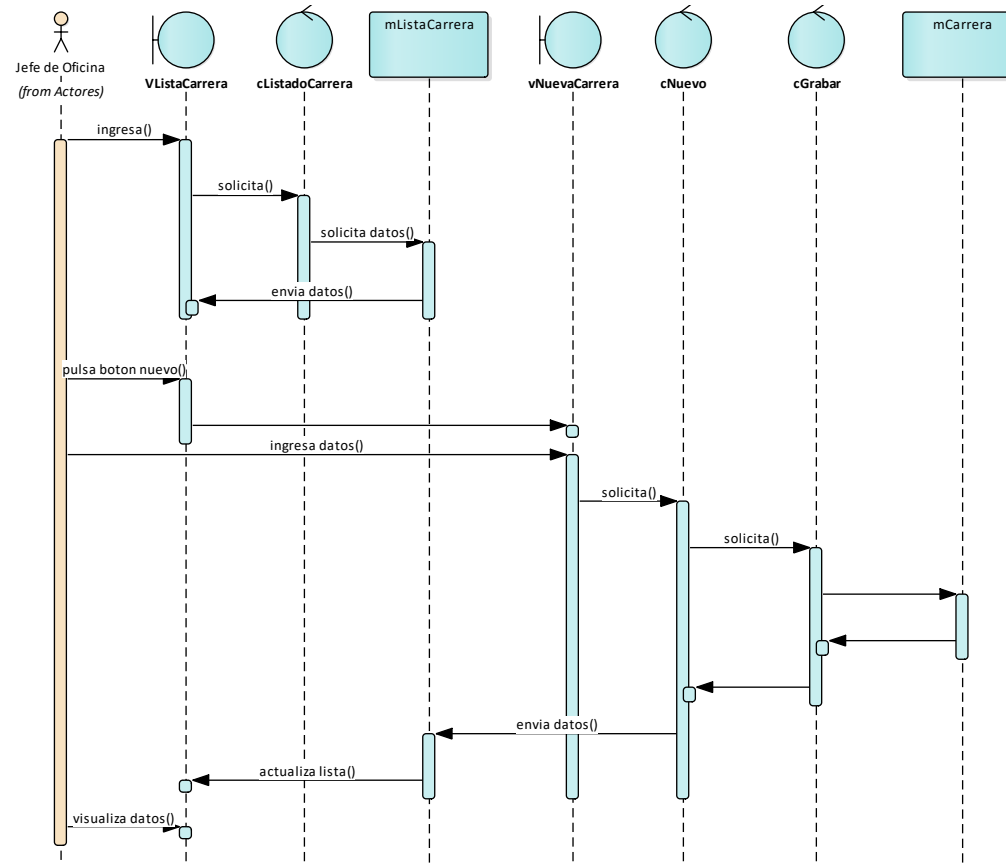 mListaCarrera
mCarrera
Jefe de Oficina
(from Actores)
VListaCarrera
cListadoCarrera
vNuevaCarrera
cNuevo
cGrabar
ingresa()
solicita()
solicita datos()
envia datos()
pulsa boton nuevo()
ingresa datos()
solicita()
solicita()
envia datos()
actualiza lista()
visualiza datos()